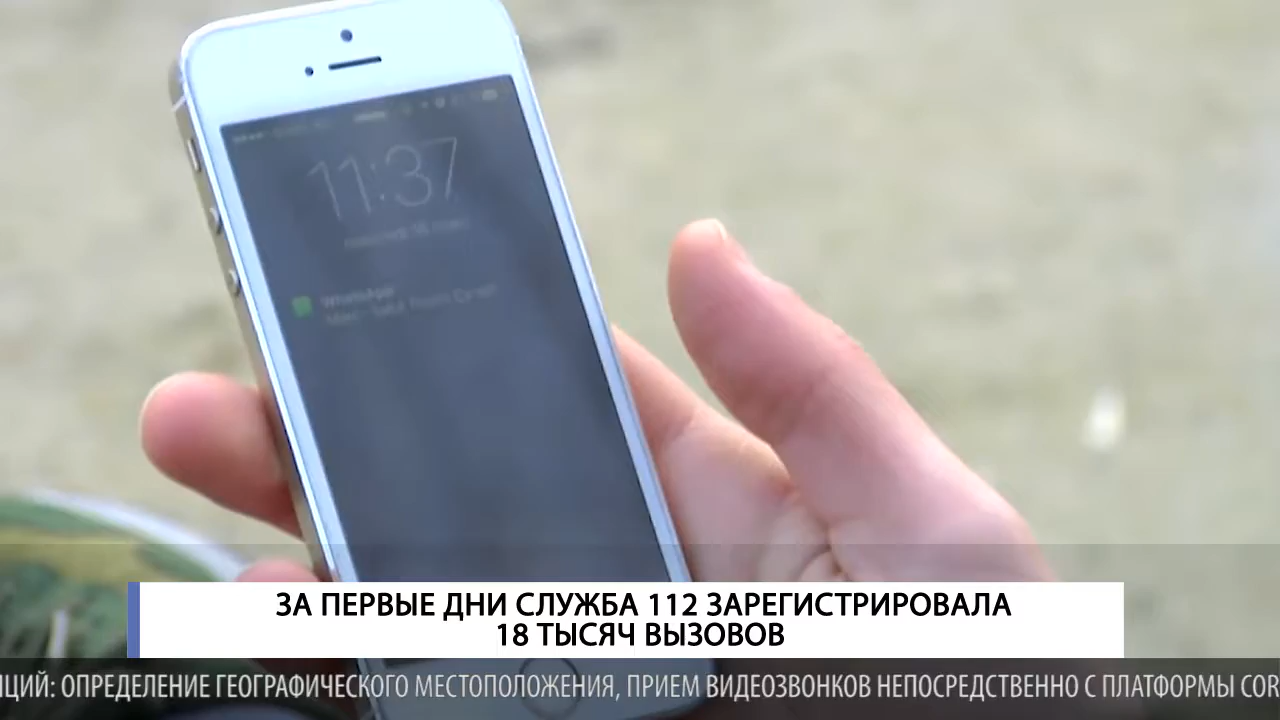 11:37
WhatsApp
ЗА ПЕРВЫЕ ДНИ СЛУЖБА 112 ЗАРЕГИСТРИРОВАЛА
18 ТЫСЯЧ ВЫЗОВОВ
ЦИЙ: ОПРЕДЕЛЕНИЕ ГЕОГРАФИЧЕСКОГО МЕСТОПОЛОЖЕНИЯ, ПРИЕМ ВИДЕОЗВОНКОВ НЕПОСРЕДСТВЕННО С ПЛАТФОРМЫ COR